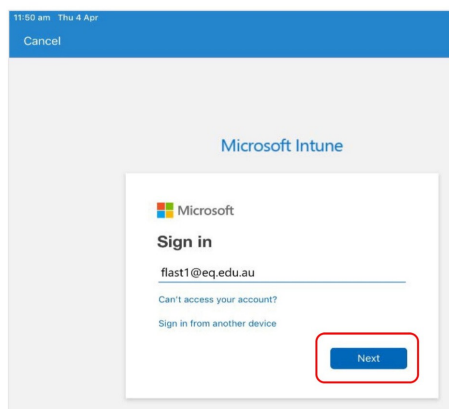 11:50 am Thu 4 Apr
Cancel
Microsoft Intune
Microsoft
Sign in
flast1@eq.edu.au
Can't access your account?
Sign in from another device
Next